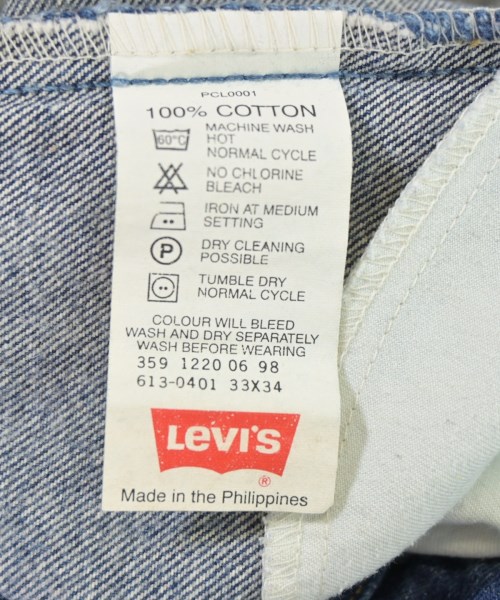 PCL0001
100% COTTON
60°C
MACHINE WASH
HOT
NORMAL CYCLE
NO CHLORINE
BLEACH
IRON AT MEDIUM
SETTING
P
DRY CLEANING
POSSIBLE
TUMBLE DRY
NORMAL CYCLE
COLOUR WILL BLEED
WASH AND DRY SEPARATELY
WASH BEFORE WEARING
359 1220 06 98
613-0401 33X34
LEVI'S
®
Made in the Philippines